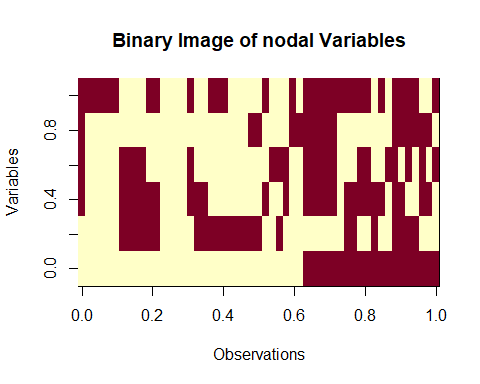 Binary Image of nodal Variables
Variables
0.8
0.4
0.0
0.0 0.2 0.4 0.6 0.8 1.0
Observations